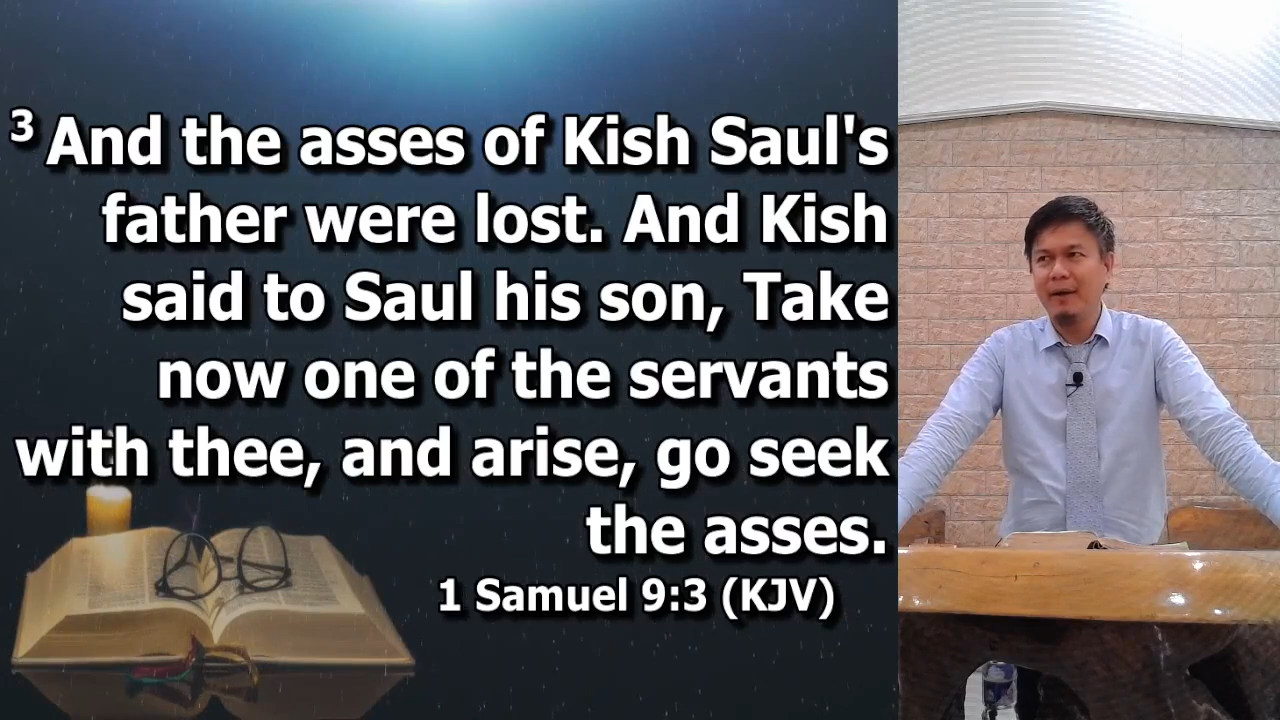 3 And the asses of Kish Saul's
father were lost. And Kish
said to Saul his son, Take
now one of the servants
with thee, and arise, go seek
the asses.
1 Samuel 9:3 (KJV)